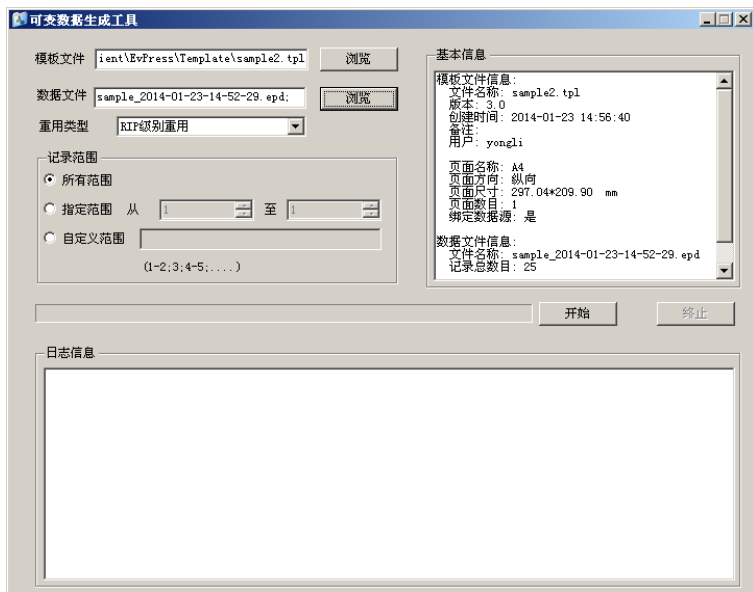 可变数据生成工具
模板文件 ient\EvPress\Template\sample2.tpl 浏览
数据文件 sample_2014-01-23-14-52-29.epd; 浏览
重用类型 RIP级别重用
记录范围
所有范围
指定范围 从 1 至 1
自定义范围
(1-2;3;4-5;....)
基本信息
模板文件信息:
文件名称: sample2.tpl
版本: 3.0
创建时间: 2014-01-23 14:56:40
备注:
用户: yongli
页面名称: A4
页面方向: 纵向
页面尺寸: 297.04*209.90 mm
页面数目: 1
绑定数据源: 是
数据文件信息:
文件名称: sample_2014-01-23-14-52-29.epd
记录总数目: 25
开始 终止
日志信息